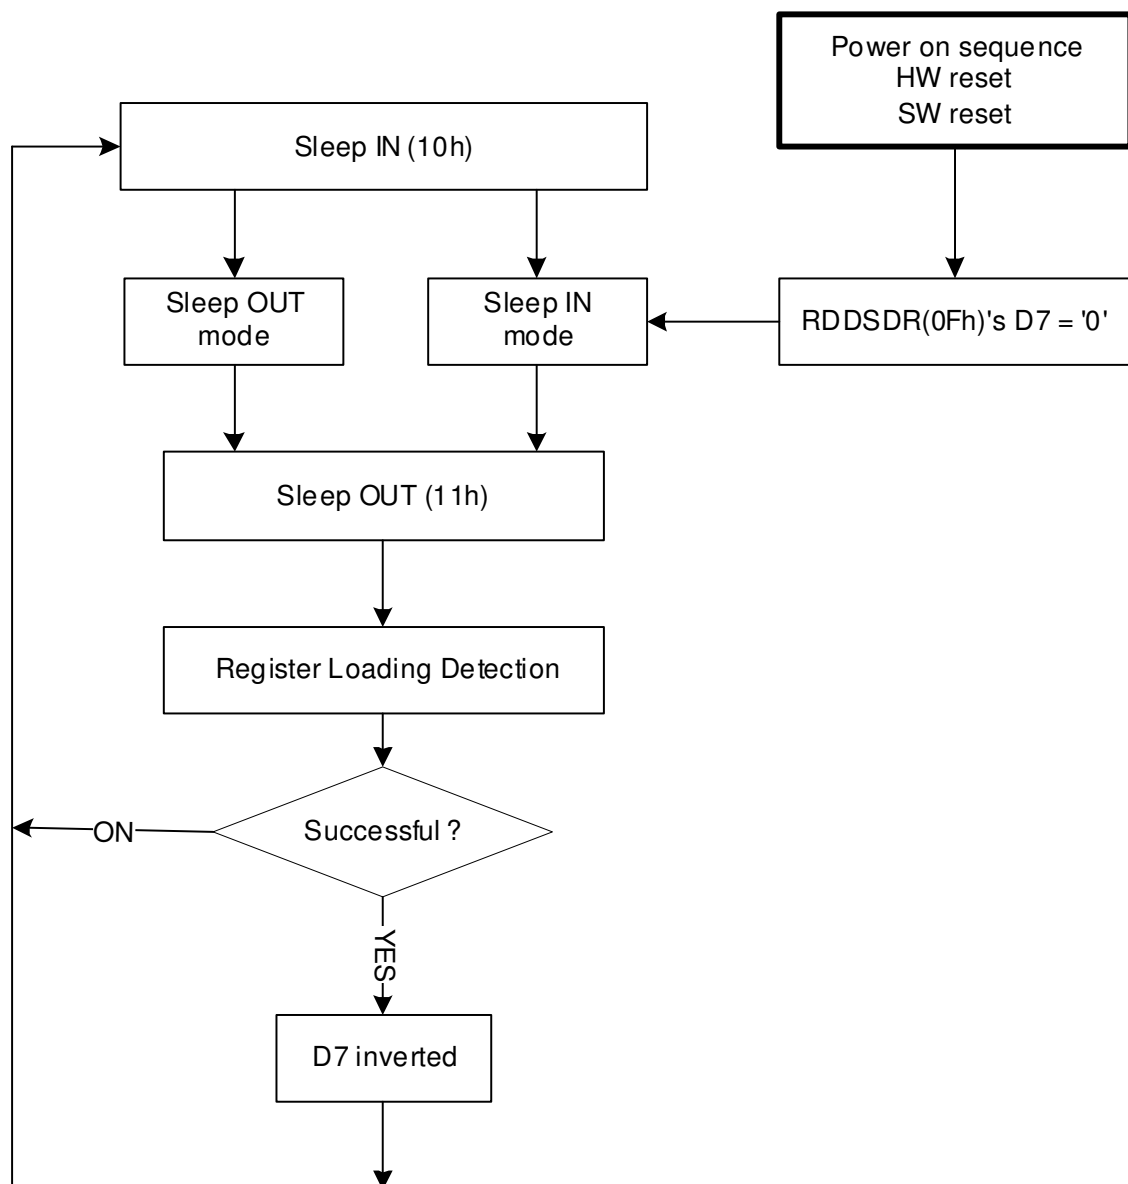 Power on sequence
HW reset
SW reset
Sleep IN (10h)
Sleep OUT
mode
Sleep IN
mode
RDDSDR(0Fh)'s D7 = '0'
Sleep OUT (11h)
Register Loading Detection
Successful ?
ON
YES
D7 inverted